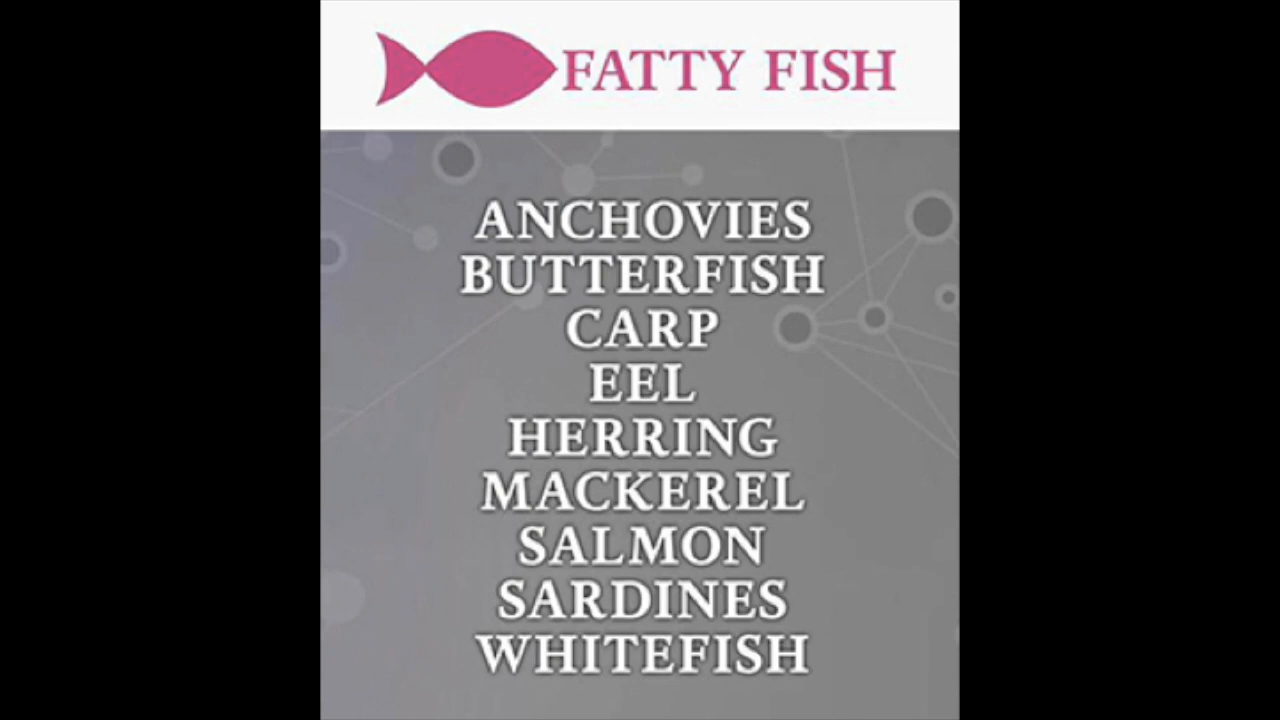 FATTY FISH
ANCHOVIES
BUTTERFISH
CARP
EEL
HERRING
MACKEREL
SALMON
SARDINES
WHITEFISH